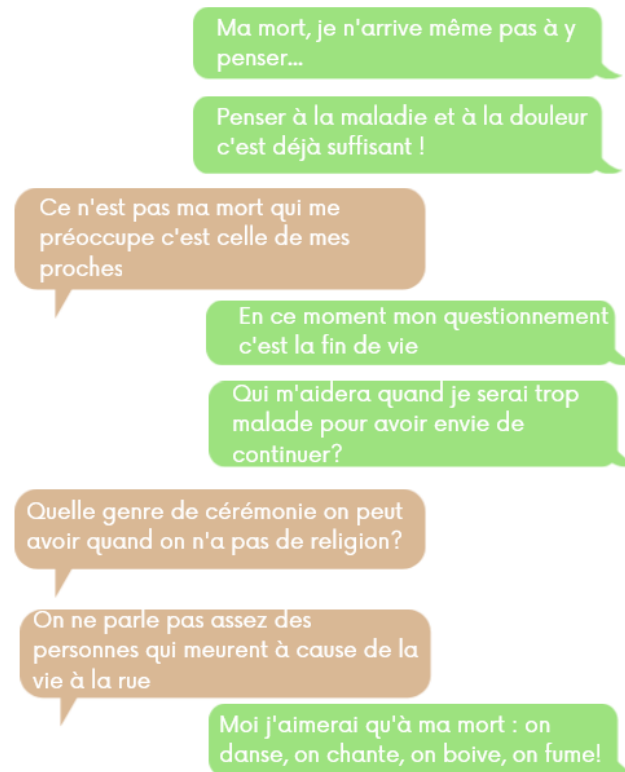 Ma mort, je n'arrive même pas à y
penser...
Penser à la maladie et à la douleur
c'est déjà suffisant !
Ce n'est pas ma mort qui me
préoccupe c'est celle de mes
proches
En ce moment mon questionnement
c'est la fin de vie
Qui m'aidera quand je serai trop
malade pour avoir envie de
continuer?
Quelle genre de cérémonie on peut
avoir quand on n'a pas de religion?
On ne parle pas assez des
personnes qui meurent à cause de la
vie à la rue
Moi j'aimerai qu'à ma mort : on
danse, on chante, on boive, on fume!